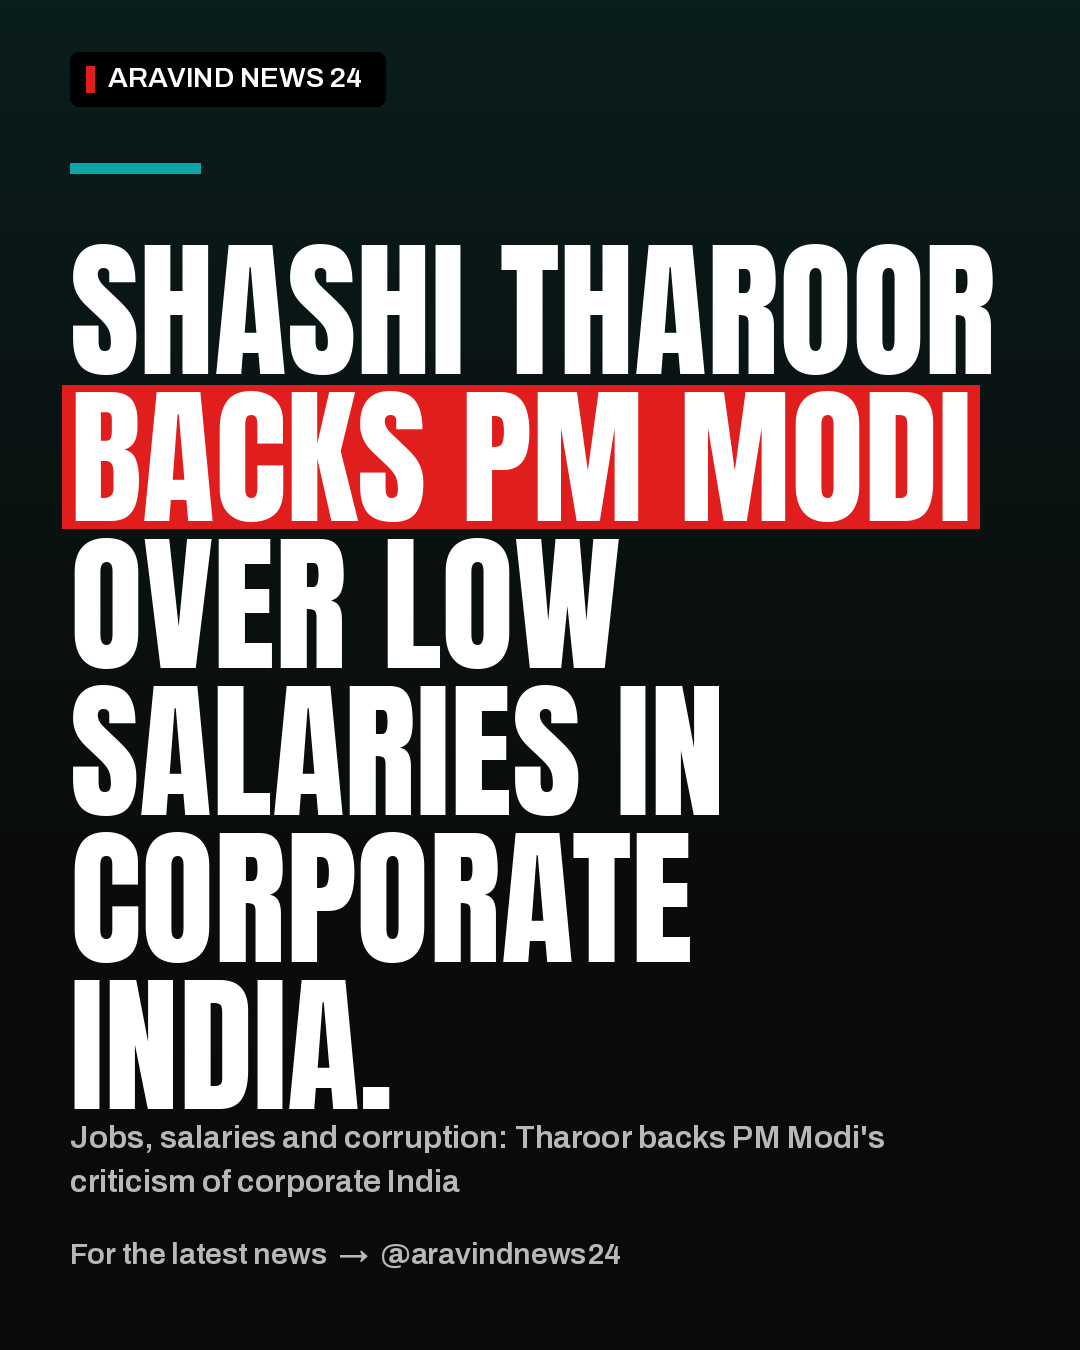 ARAVIND NEWS 24
SHASHI THAROOR
BACKS PM MODI
OVER LOW
SALARIES IN
CORPORATE
INDIA.
Jobs, salaries and corruption: Tharoor backs PM Modi's
criticism of corporate India
For the latest news → @aravindnews24